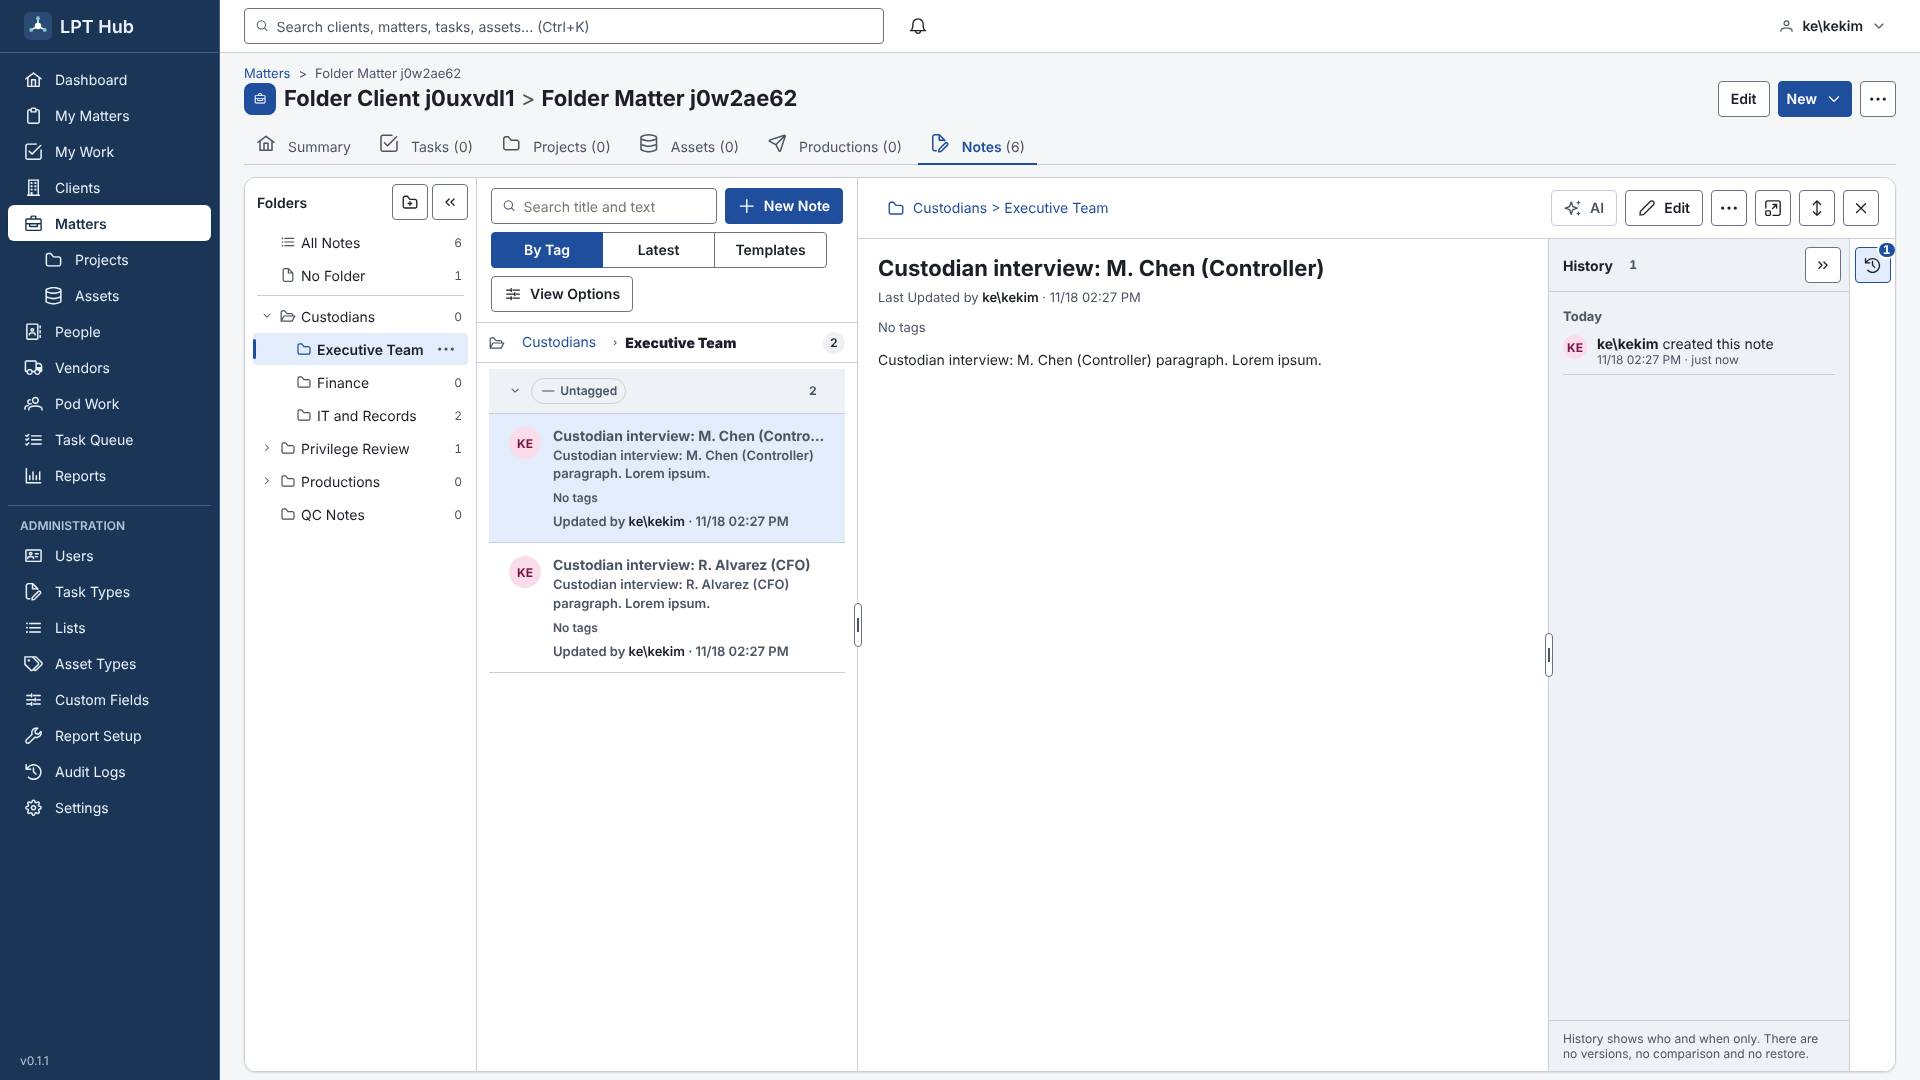 LPT Hub
Search clients, matters, tasks, assets... (Ctrl+K)
ke\kekim
Dashboard
My Matters
My Work
Clients
Matters
Projects
Assets
People
Vendors
Pod Work
Task Queue
Reports
ADMINISTRATION
Users
Task Types
Lists
Asset Types
Custom Fields
Report Setup
Audit Logs
Settings
v0.1.1
Matters > Folder Matter j0w2ae62
Folder Client j0uxvdl1 > Folder Matter j0w2ae62
Edit
New
Summary
Tasks (0)
Projects (0)
Assets (0)
Productions (0)
Notes (6)
Folders
All Notes 6
No Folder 1
Custodians 0
Executive Team
Finance 0
IT and Records 2
Privilege Review 1
Productions 0
QC Notes 0
Search title and text
New Note
By Tag
Latest
Templates
View Options
Custodians › Executive Team 2
— Untagged 2
KE
Custodian interview: M. Chen (Contro...
Custodian interview: M. Chen (Controller)
paragraph. Lorem ipsum.
No tags
Updated by ke\kekim · 11/18 02:27 PM
KE
Custodian interview: R. Alvarez (CFO)
Custodian interview: R. Alvarez (CFO)
paragraph. Lorem ipsum.
No tags
Updated by ke\kekim · 11/18 02:27 PM
Custodians > Executive Team
AI
Edit
Custodian interview: M. Chen (Controller)
Last Updated by ke\kekim · 11/18 02:27 PM
No tags
Custodian interview: M. Chen (Controller) paragraph. Lorem ipsum.
History 1
1
Today
KE
ke\kekim created this note
11/18 02:27 PM · just now
History shows who and when only. There are
no versions, no comparison and no restore.